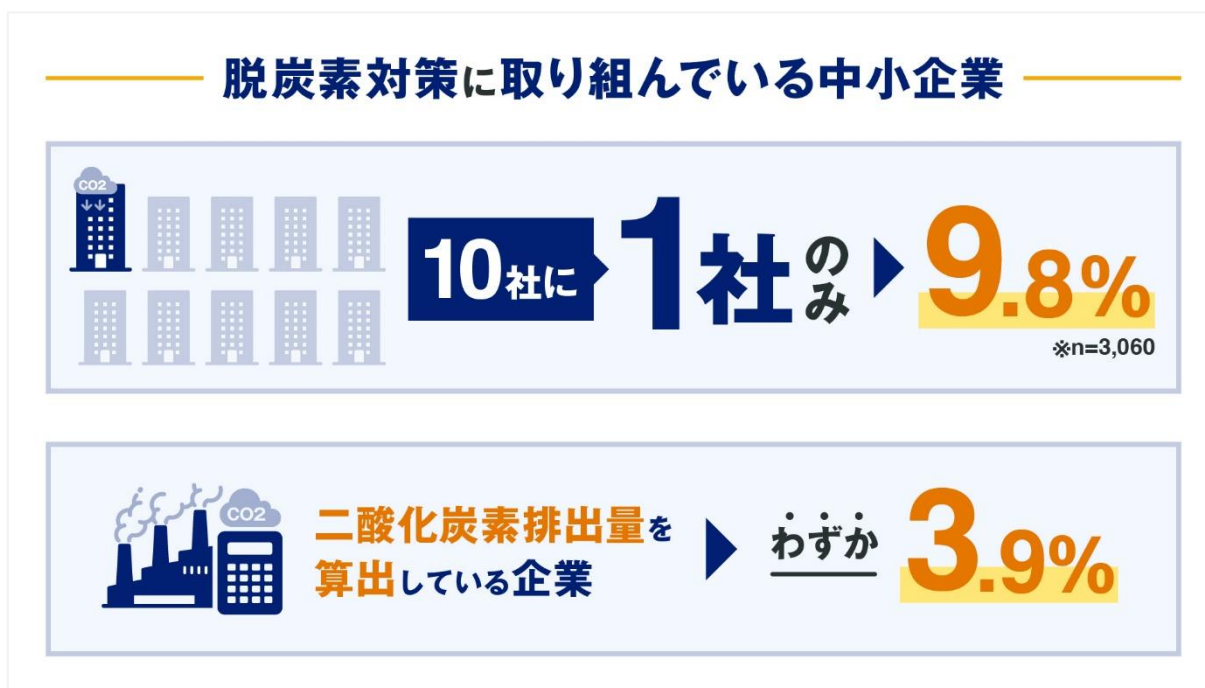 脱炭素対策に取り組んでいる中小企業
CO2
10社に
1社のみ
9.8%
※n=3,060
CO2
二酸化炭素排出量を
算出している企業
わずか
3.9%